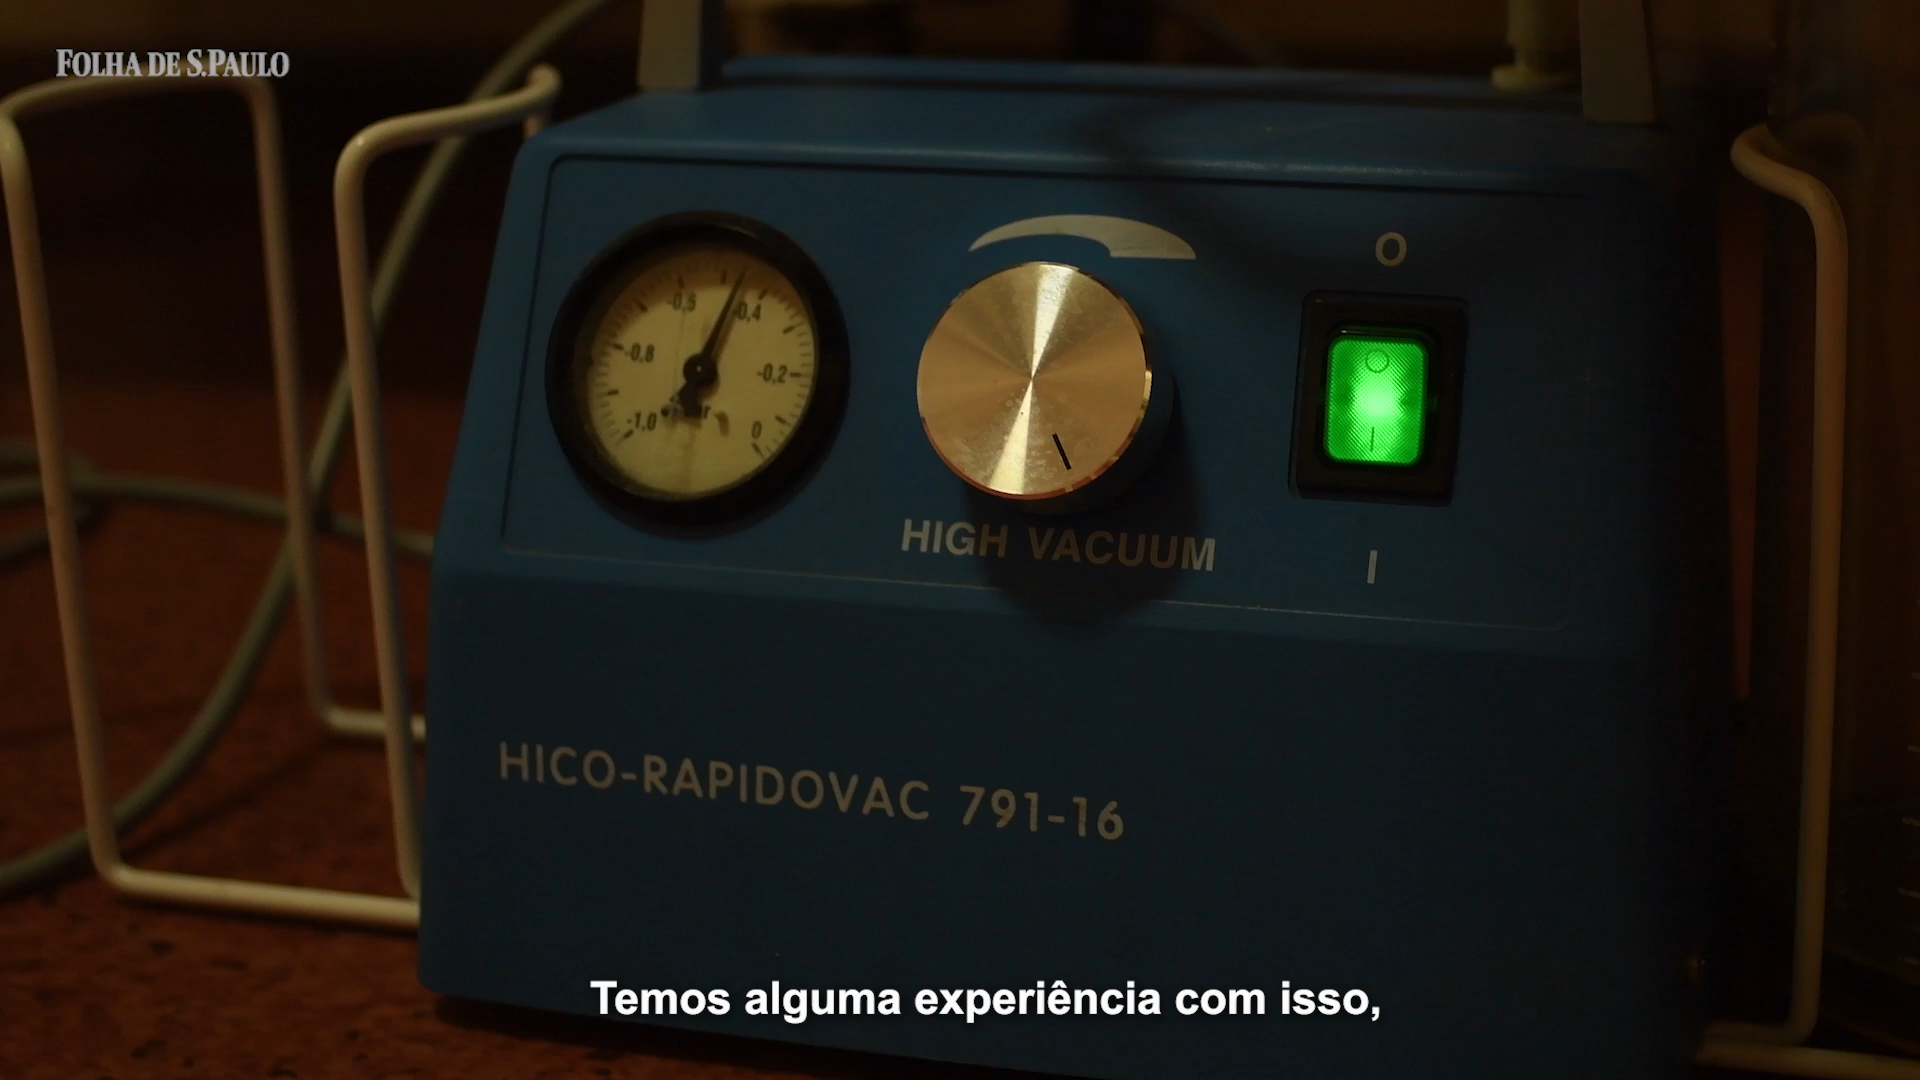 FOLHA DE S.PAULO
-1,0
-0,8
-0,6
-0,4
-0,2
0
HIGH VACUUM
O
I
HICO-RAPIDOVAC 791-16
Temos alguma experiência com isso,